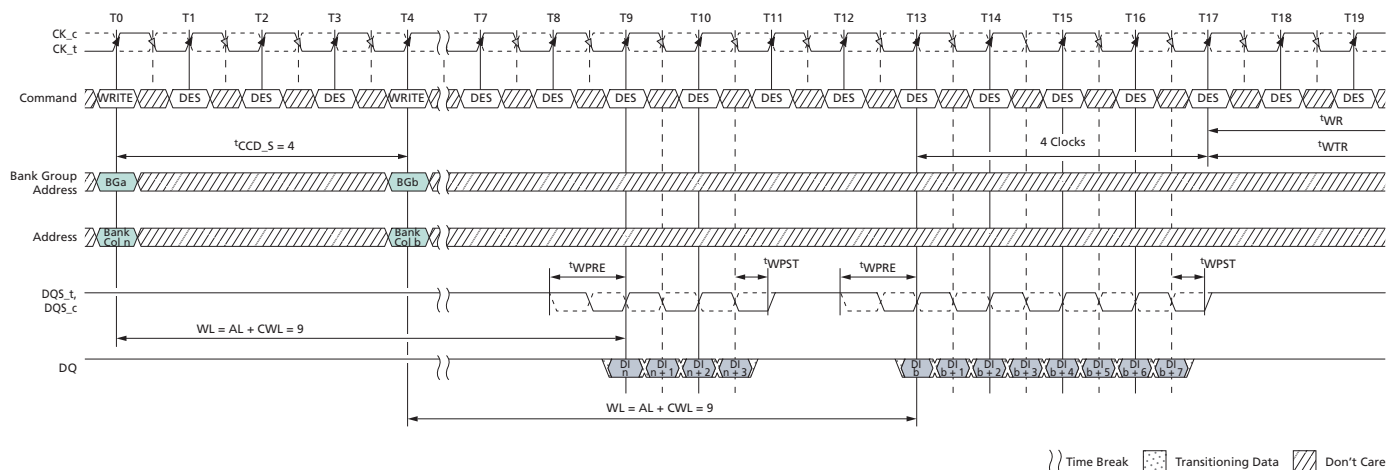 T0 T1 T2 T3 T4 T7 T8 T9 T10 T11 T12 T13 T14 T15 T16 T17 T18 T19
CK_c
CK_t
Command WRITE DES DES DES WRITE DES DES DES DES DES DES DES DES DES DES DES DES DES
tWR
tCCD_S = 4 4 Clocks tWTR
Bank Group
Address
BGa BGb
Address
Bank
Col n
Bank
Col b
tWPRE tWPST tWPRE tWPST
DQS_t,
DQS_c
WL = AL + CWL = 9
DQ
DI
n
DI
n + 1
DI
n + 2
DI
n + 3
DI
b
DI
b + 1
DI
b + 2
DI
b + 3
DI
b + 4
DI
b + 5
DI
b + 6
DI
b + 7
WL = AL + CWL = 9
Time Break Transitioning Data Don't Care